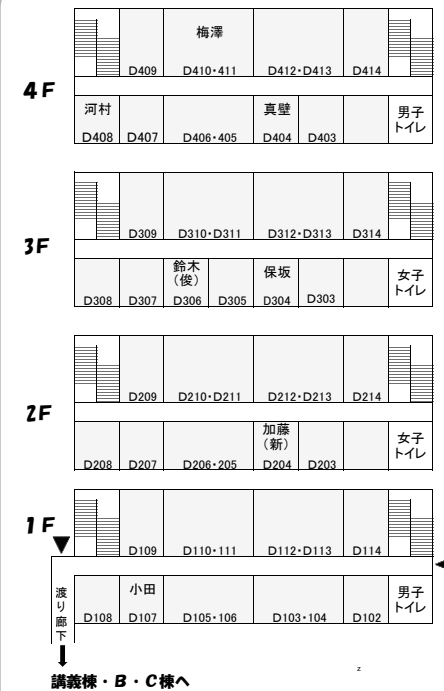 4F
梅澤
D409 D410・411 D412・D413 D414
河村 真壁 男子
トイレ
D408 D407 D406・405 D404 D403
3F
D309 D310・D311 D312・D313 D314
鈴木
(俊)
保坂 女子
トイレ
D308 D307 D306 D305 D304 D303
2F
D209 D210・D211 D212・D213 D214
加藤
(新)
女子
トイレ
D208 D207 D206・205 D204 D203
1F
D109 D110・111 D112・D113 D114
小田 男子
トイレ
D108 D107 D105・106 D103・104 D102
渡り廊下
講義棟・B・C棟へ
z